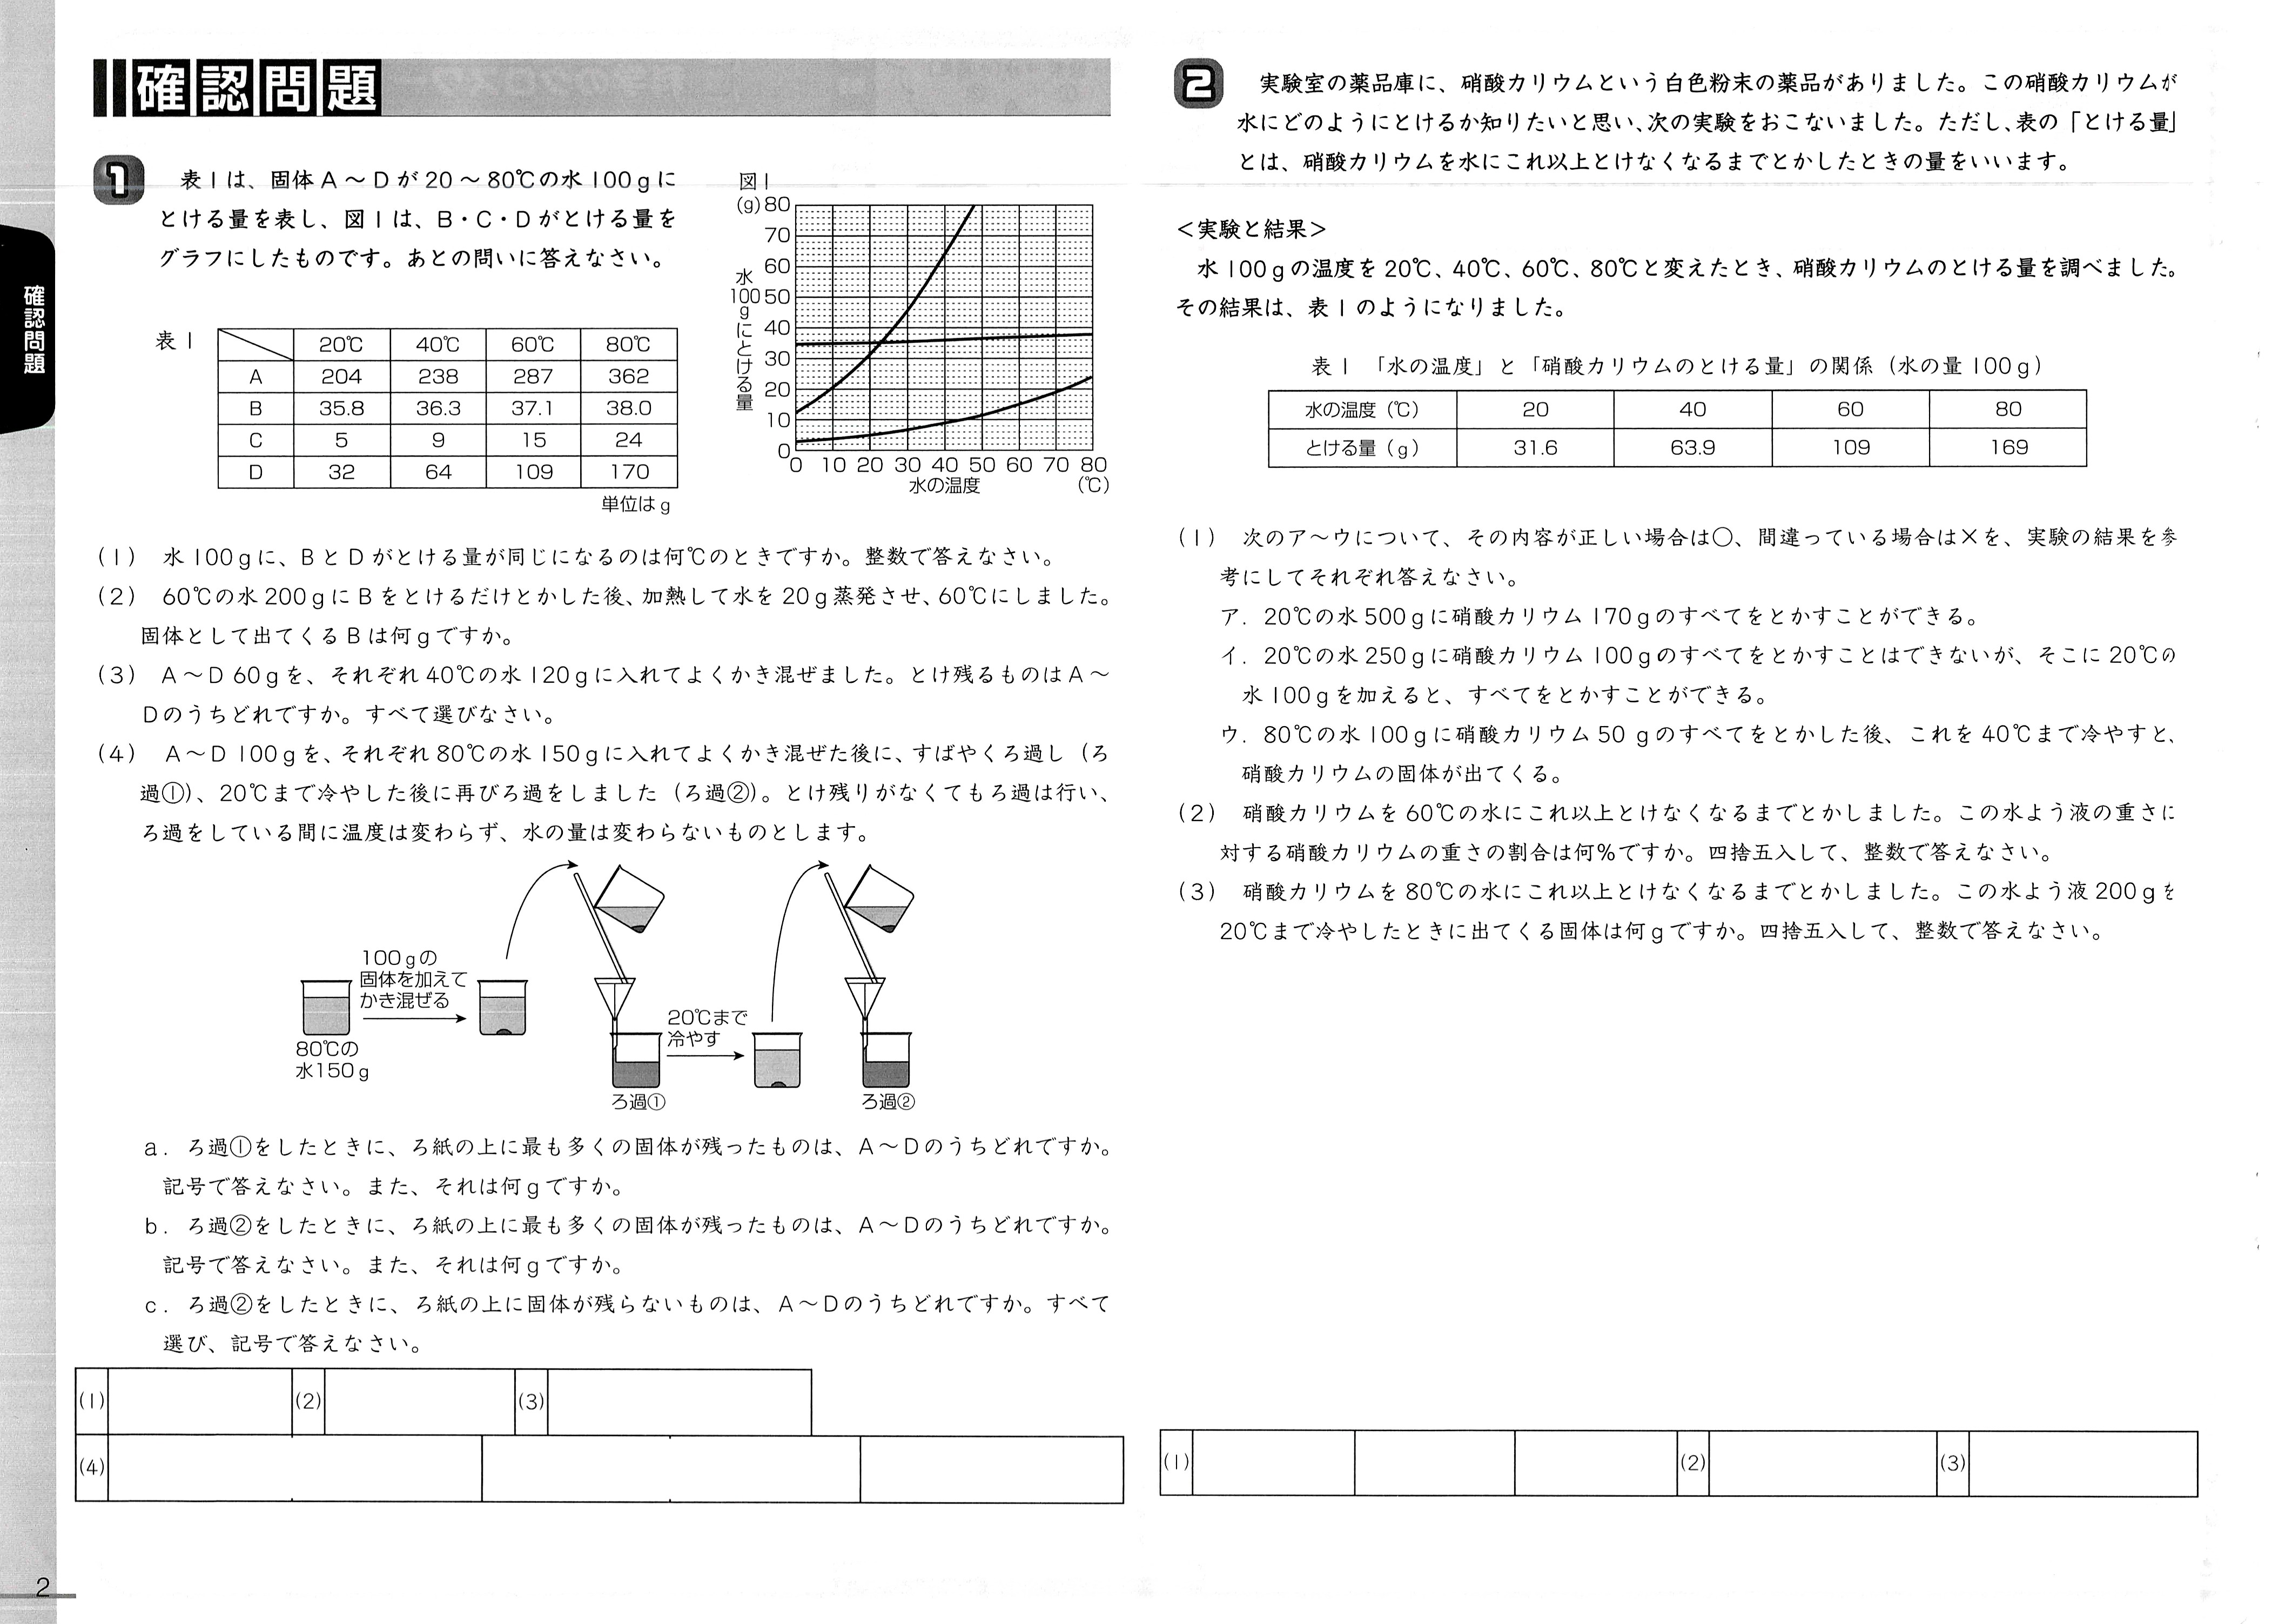 確認問題
1 表1は、固体A～Dが20～80℃の水100gに
とける量を表し、図1は、B・C・Dがとける量を
グラフにしたものです。あとの問いに答えなさい。
表1
20℃ 40℃ 60℃ 80℃
A 204 238 287 362
B 35.8 36.3 37.1 38.0
C 5 9 15 24
D 32 64 109 170
単位はg
図1
(g)
水100gにとける量
80
70
60
50
40
30
20
10
0
0 10 20 30 40 50 60 70 80
水の温度 (℃)
(1) 水100gに、BとDがとける量が同じになるのは何℃のときですか。整数で答えなさい。
(2) 60℃の水200gにBをとけるだけとかした後、加熱して水を20g蒸発させ、60℃にしました。
固体として出てくるBは何gですか。
(3) A～D 60gを、それぞれ40℃の水120gに入れてよくかき混ぜました。とけ残るものはA～
Dのうちどれですか。すべて選びなさい。
(4) A～D 100gを、それぞれ80℃の水150gに入れてよくかき混ぜた後に、すばやくろ過し（ろ
過①）、20℃まで冷やした後に再びろ過をしました（ろ過②）。とけ残りがなくてもろ過は行い、
ろ過をしている間に温度は変わらず、水の量は変わらないものとします。
100gの
固体を加えて
かき混ぜる
80℃の
水150g
ろ過①
20℃まで
冷やす
ろ過②
a. ろ過①をしたときに、ろ紙の上に最も多くの固体が残ったものは、A～Dのうちどれですか。
記号で答えなさい。また、それは何gですか。
b. ろ過②をしたときに、ろ紙の上に最も多くの固体が残ったものは、A～Dのうちどれですか。
記号で答えなさい。また、それは何gですか。
c. ろ過②をしたときに、ろ紙の上に固体が残らないものは、A～Dのうちどれですか。すべて
選び、記号で答えなさい。
(1) (2) (3)
(4)
2 実験室の薬品庫に、硝酸カリウムという白色粉末の薬品がありました。この硝酸カリウムが
水にどのようにとけるか知りたいと思い、次の実験をおこないました。ただし、表の「とける量」
とは、硝酸カリウムを水にこれ以上とけなくなるまでとかしたときの量をいいます。
＜実験と結果＞
水100gの温度を20℃、40℃、60℃、80℃と変えたとき、硝酸カリウムのとける量を調べました。
その結果は、表1のようになりました。
表1 「水の温度」と「硝酸カリウムのとける量」の関係（水の量100g）
水の温度（℃） 20 40 60 80
とける量（g） 31.6 63.9 109 169
(1) 次のア～ウについて、その内容が正しい場合は○、間違っている場合は×を、実験の結果を参
考にしてそれぞれ答えなさい。
ア. 20℃の水500gに硝酸カリウム170gのすべてをとかすことができる。
イ. 20℃の水250gに硝酸カリウム100gのすべてをとかすことはできないが、そこに20℃の
水100gを加えると、すべてをとかすことができる。
ウ. 80℃の水100gに硝酸カリウム50gのすべてをとかした後、これを40℃まで冷やすと、
硝酸カリウムの固体が出てくる。
(2) 硝酸カリウムを60℃の水にこれ以上とけなくなるまでとかしました。この水よう液の重さに
対する硝酸カリウムの重さの割合は何%ですか。四捨五入して、整数で答えなさい。
(3) 硝酸カリウムを80℃の水にこれ以上とけなくなるまでとかしました。この水よう液200gを
20℃まで冷やしたときに出てくる固体は何gですか。四捨五入して、整数で答えなさい。
(1) (2) (3)
確認問題
2